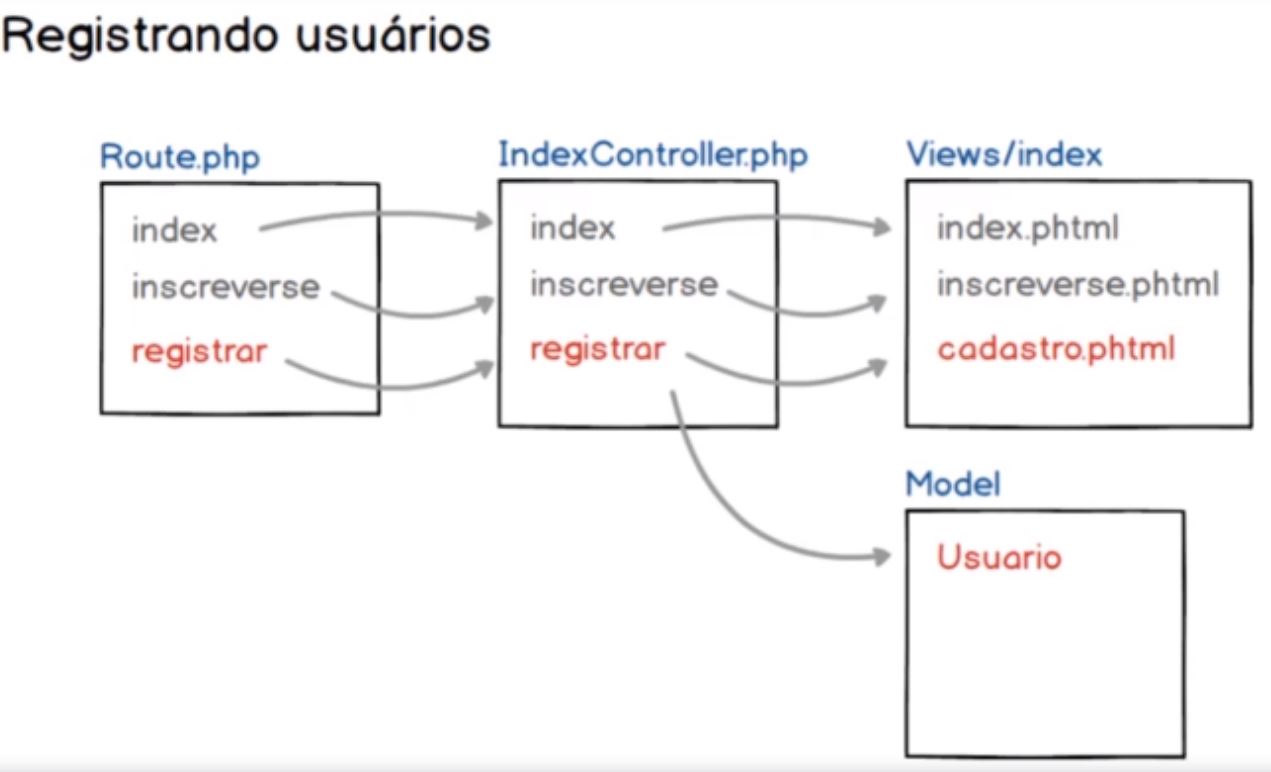 Registrando usuários
Route.php
index
inscreverse
registrar
IndexController.php
index
inscreverse
registrar
Views/index
index.phtml
inscreverse.phtml
cadastro.phtml
Model
Usuario